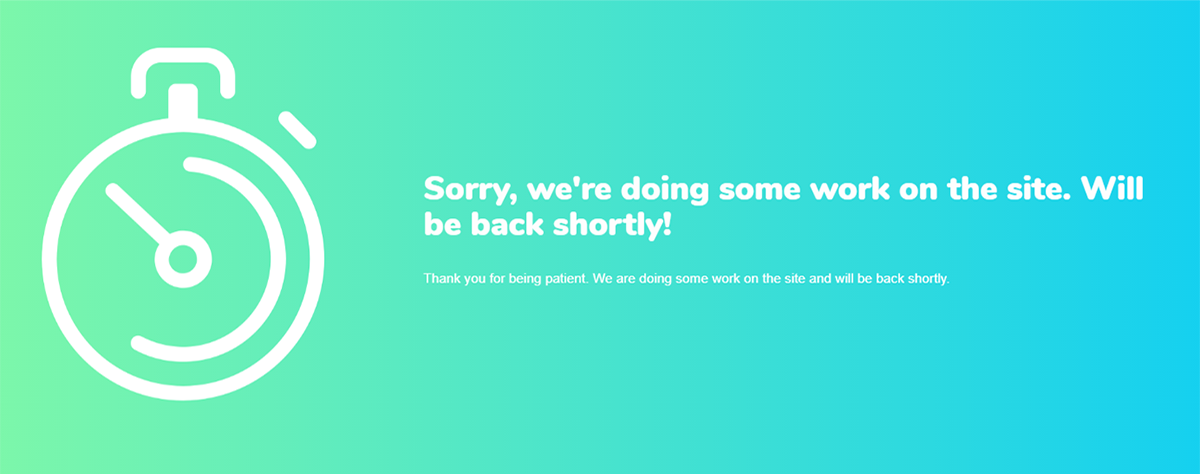 Sorry, we're doing some work on the site. Will
be back shortly!
Thank you for being patient. We are doing some work on the site and will be back shortly.